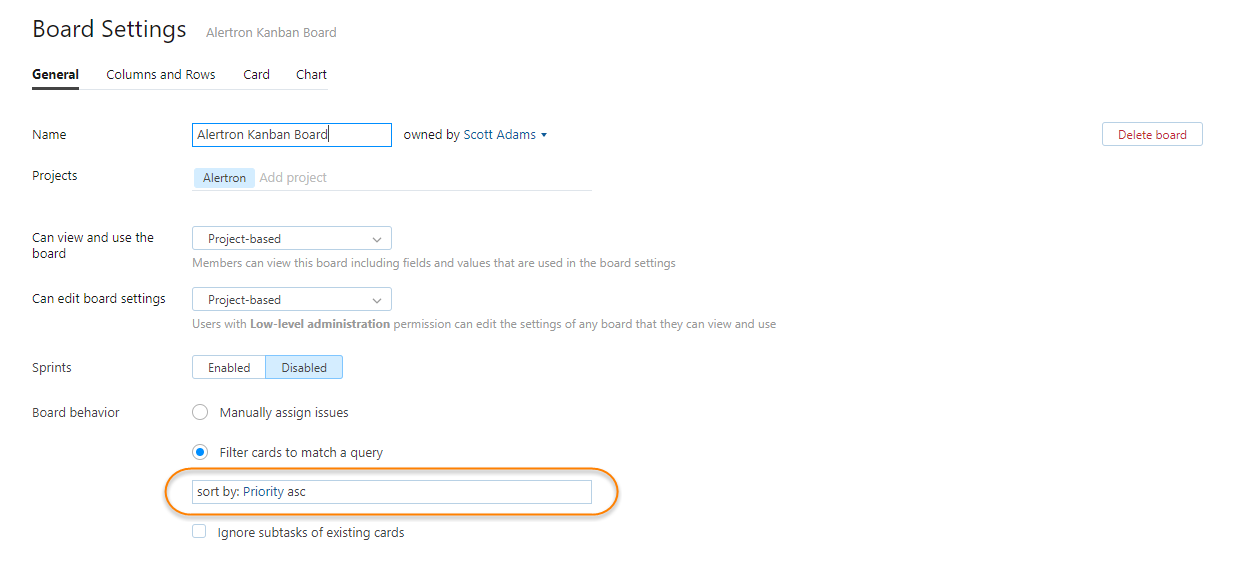 Board Settings Alertron Kanban Board
General Columns and Rows Card Chart
Name Alertron Kanban Board owned by Scott Adams Delete board
Projects Alertron Add project
Can view and use the Project-based
board
Members can view this board including fields and values that are used in the board settings
Can edit board settings Project-based
Users with Low-level administration permission can edit the settings of any board that they can view and use
Sprints Enabled Disabled
Board behavior Manually assign issues
Filter cards to match a query
sort by: Priority asc
Ignore subtasks of existing cards